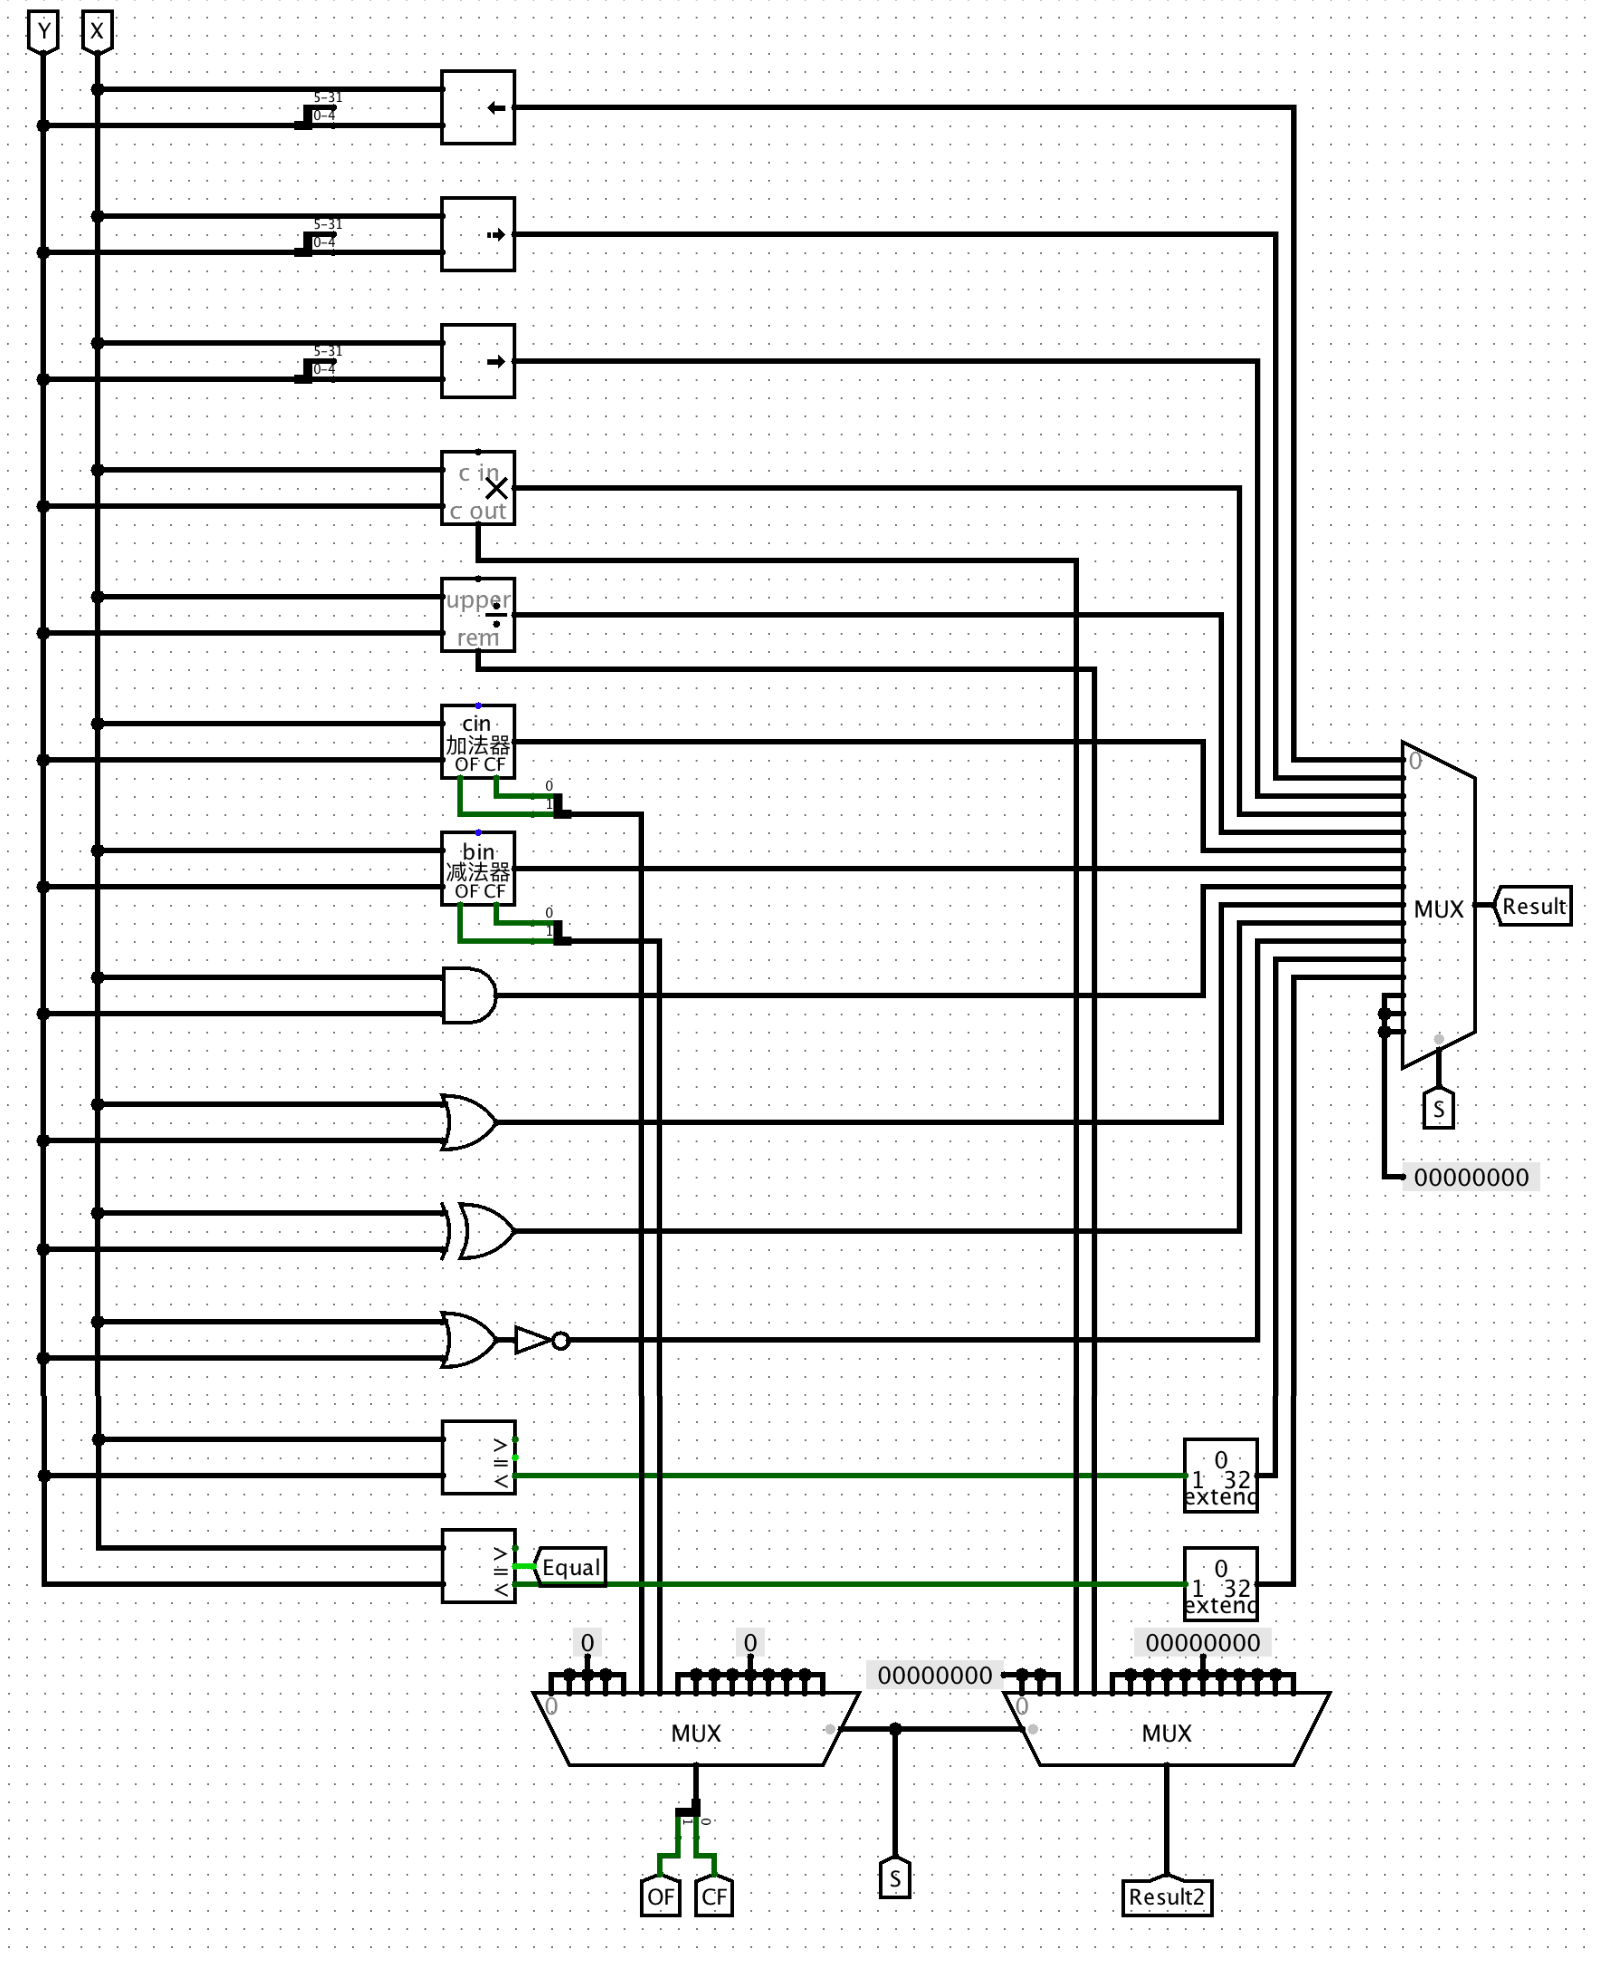 Y X
5-31
0-4
5-31
0-4
5-31
0-4
c in
c out
upper
rem
cin
加法器
OF CF
0
1
bin
减法器
OF CF
0
1
0
MUX
Result
S
00000000
>
=
<
0
1 32
extend
>
=
<
Equal
0
1 32
extend
0
0
00000000
00000000
0
MUX
0
MUX
1 0
OF
CF
S
Result2